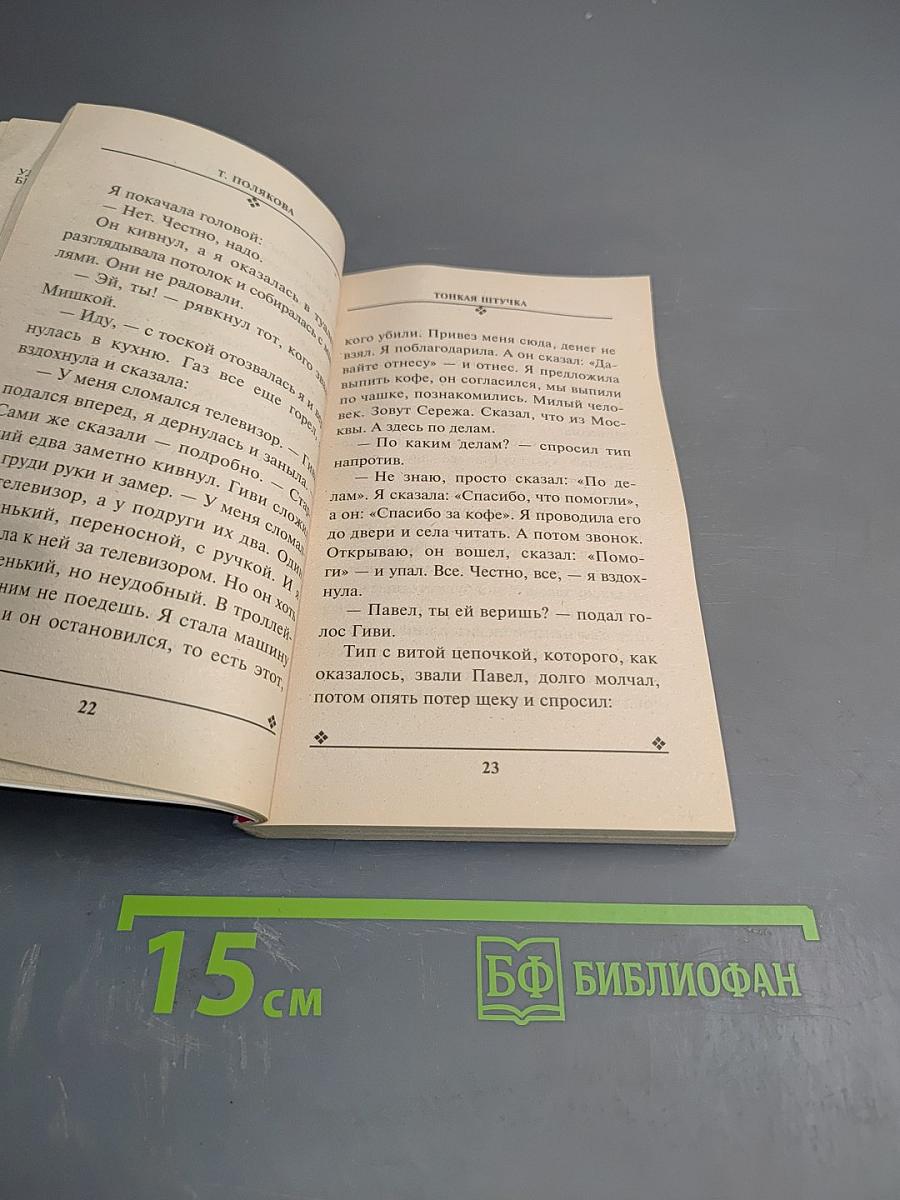 Т. ПОЛЯКОВА
Я покачала головой:
— Нет. Честно, надо.
Он кивнул, а я оказалась в
разглядывала потолок и собиралась с
лями. Они не радовали.
— Эй, ты! — рявкнул тот, кого
Мишкой.
— Иду, — с тоской отозвалась я и
нулась в кухню. Газ все еще горел,
вздохнула и сказала:
— У меня сломался телевизор. —
подался вперед, я дернулась и заныла.
Сами же сказали — подробно. —
едва заметно кивнул. Гиви
груди руки и замер. — У меня
телевизор, а у подруги их два. Один
переносной, с ручкой. И я
к ней за телевизором. Но он хоть
но неудобный. В троллей-
ним не поедешь. Я стала машину
и он остановился, то есть этот,
22
ТОНКАЯ ШТУЧКА
кого убили. Привез меня сюда, денег не
взял. Я поблагодарила. А он сказал: «Да-
вайте отнесу» — и отнес. Я предложила
выпить кофе, он согласился, мы выпили
по чашке, познакомились. Милый чело-
век. Зовут Сережа. Сказал, что из Мос-
квы. А здесь по делам.
— По каким делам? — спросил тип
напротив.
— Не знаю, просто сказал: «По де-
лам». Я сказала: «Спасибо, что помогли»,
а он: «Спасибо за кофе». Я проводила его
до двери и села читать. А потом звонок.
Открываю, он вошел, сказал: «Помо-
ги» — и упал. Все. Честно, все, — я вздох-
нула.
— Павел, ты ей веришь? — подал го-
лос Гиви.
Тип с витой цепочкой, которого, как
оказалось, звали Павел, долго молчал,
потом опять потер щеку и спросил:
23
15 см
БФ БИБЛИОФАН